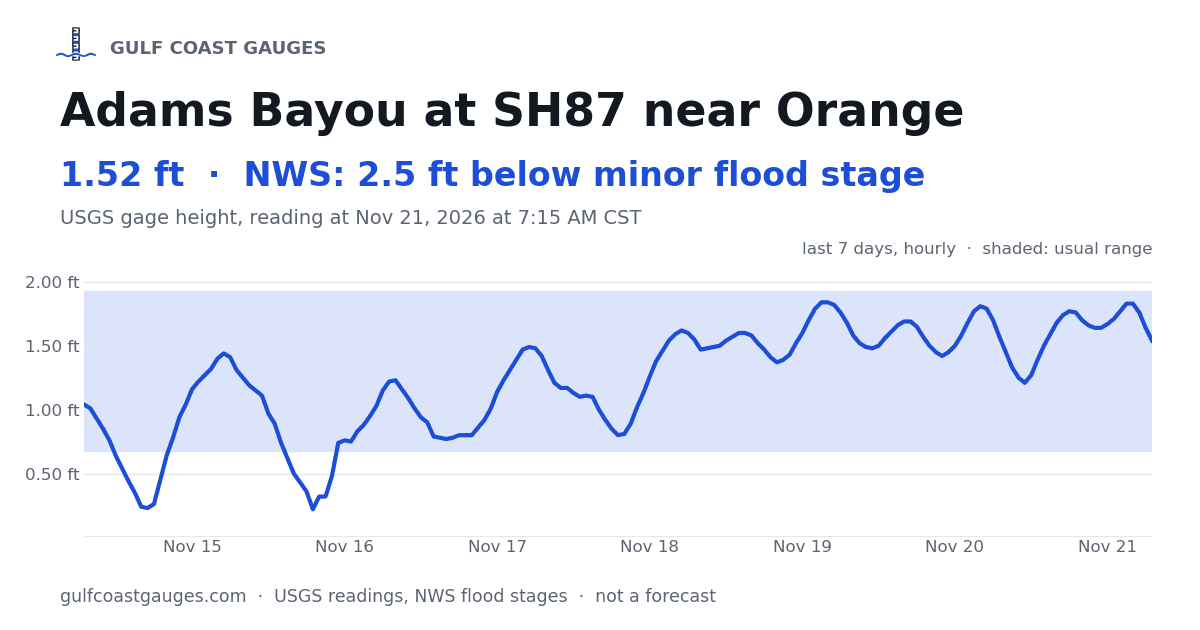 GULF COAST GAUGES
Adams Bayou at SH87 near Orange
1.52 ft · NWS: 2.5 ft below minor flood stage
USGS gage height, reading at Nov 21, 2026 at 7:15 AM CST
last 7 days, hourly · shaded: usual range
2.00 ft
1.50 ft
1.00 ft
0.50 ft
Nov 15 Nov 16 Nov 17 Nov 18 Nov 19 Nov 20 Nov 21
gulfcoastgauges.com · USGS readings, NWS flood stages · not a forecast